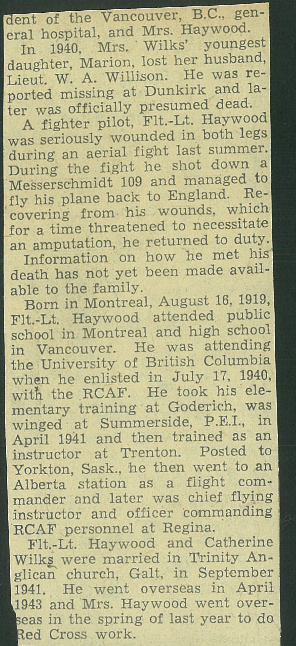 dent of the Vancouver, B.C., gen-
eral hospital, and Mrs. Haywood.
In 1940, Mrs. Wilks' youngest
daughter, Marion, lost her husband,
Lieut. W. A. Willison. He was re-
ported missing at Dunkirk and la-
ter was officially presumed dead.
A fighter pilot, Flt.-Lt. Haywood
was seriously wounded in both legs
during an aerial fight last summer.
During the fight he shot down a
Messerschmidt 109 and managed to
fly his plane back to England. Re-
covering from his wounds, which
for a time threatened to necessitate
an amputation, he returned to duty.
Information on how he met his
death has not yet been made avail-
able to the family.
Born in Montreal, August 16, 1919,
Flt.-Lt. Haywood attended public
school in Montreal and high school
in Vancouver. He was attending
the University of British Columbia
when he enlisted in July 17, 1940,
with the RCAF. He took his ele-
mentary training at Goderich, was
winged at Summerside, P.E.I., in
April 1941 and then trained as an
instructor at Trenton. Posted to
Yorkton, Sask., he then went to an
Alberta station as a flight com-
mander and later was chief flying
instructor and officer commanding
RCAF personnel at Regina.
Flt.-Lt. Haywood and Catherine
Wilks were married in Trinity An-
glican church, Galt, in September
1941. He went overseas in April
1943 and Mrs. Haywood went over-
seas in the spring of last year to do
Red Cross work.